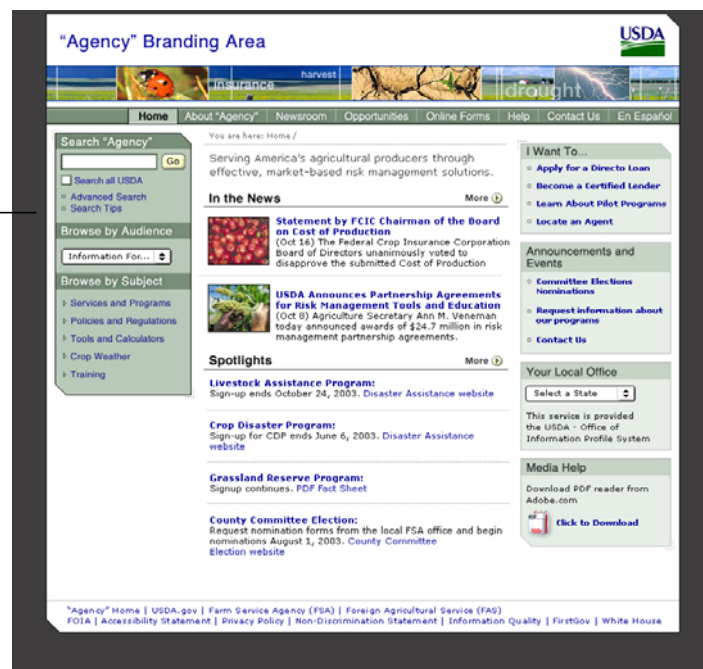 "Agency" Branding Area
USDA
insurance
harvest
drought
Home About "Agency" Newsroom Opportunities Online Forms Help Contact Us En Español
Search "Agency"
Go
Search all USDA
Advanced Search
Search Tips
Browse by Audience
Information For...
Browse by Subject
Services and Programs
Policies and Regulations
Tools and Calculators
Crop Weather
Training
You are here: Home /
Serving America's agricultural producers through
effective, market-based risk management solutions.
In the News More
Statement by FCIC Chairman of the Board
on Cost of Production
(Oct 16) The Federal Crop Insurance Corporation
Board of Directors unanimously voted to
disapprove the submitted Cost of Production
USDA Announces Partnership Agreements
for Risk Management Tools and Education
(Oct 8) Agriculture Secretary Ann M. Veneman
today announced awards of $24.7 million in risk
management partnership agreements.
Spotlights More
Livestock Assistance Program:
Sign-up ends October 24, 2003. Disaster Assistance website
Crop Disaster Program:
Sign-up for CDP ends June 6, 2003. Disaster Assistance
website
Grassland Reserve Program:
Signup continues. PDF Fact Sheet
County Committee Election:
Request nomination forms from the local FSA office and begin
nominations August 1, 2003. County Committee
Election website
I Want To...
Apply for a Directo Loan
Become a Certified Lender
Learn About Pilot Programs
Locate an Agent
Announcements and
Events
Committee Elections
Nominations
Request information about
our programs
Contact Us
Your Local Office
Select a State
This service is provided
the USDA - Office of
Information Profile System
Media Help
Download PDF reader from
Adobe.com
Click to Download
"Agency" Home | USDA.gov | Farm Service Agency (FSA) | Foreign Agricultural Service (FAS)
FOIA | Accessibility Statement | Privacy Policy | Non-Discrimination Statement | Information Quality | FirstGov | White House